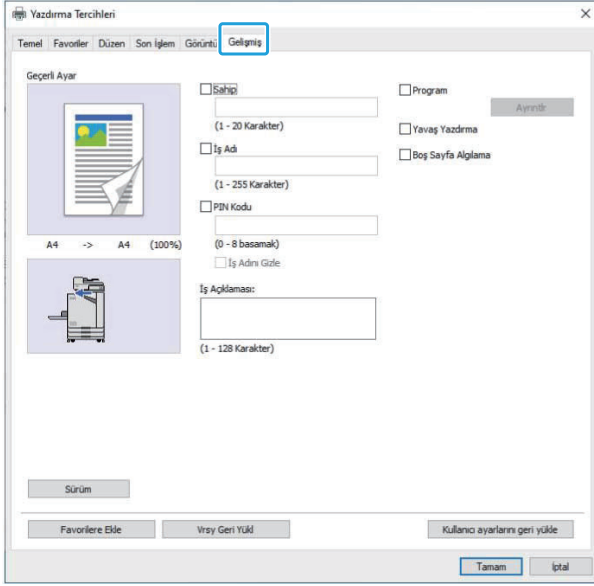 Yazdırma Tercihleri
Temel Favoriler Düzen Son İşlem Görüntü Gelişmiş
Geçerli Ayar
A4 -> A4 (100%)
Sahip
(1 - 20 Karakter)
İş Adı
(1 - 255 Karakter)
PIN Kodu
(0 - 8 basamak)
İş Adını Gizle
İş Açıklaması:
(1 - 128 Karakter)
Program
Ayrıntılr
Yavaş Yazdırma
Boş Sayfa Algılama
Sürüm
Favorilere Ekle Vrsy Geri Yükl Kullanıcı ayarlarını geri yükle
Tamam İptal